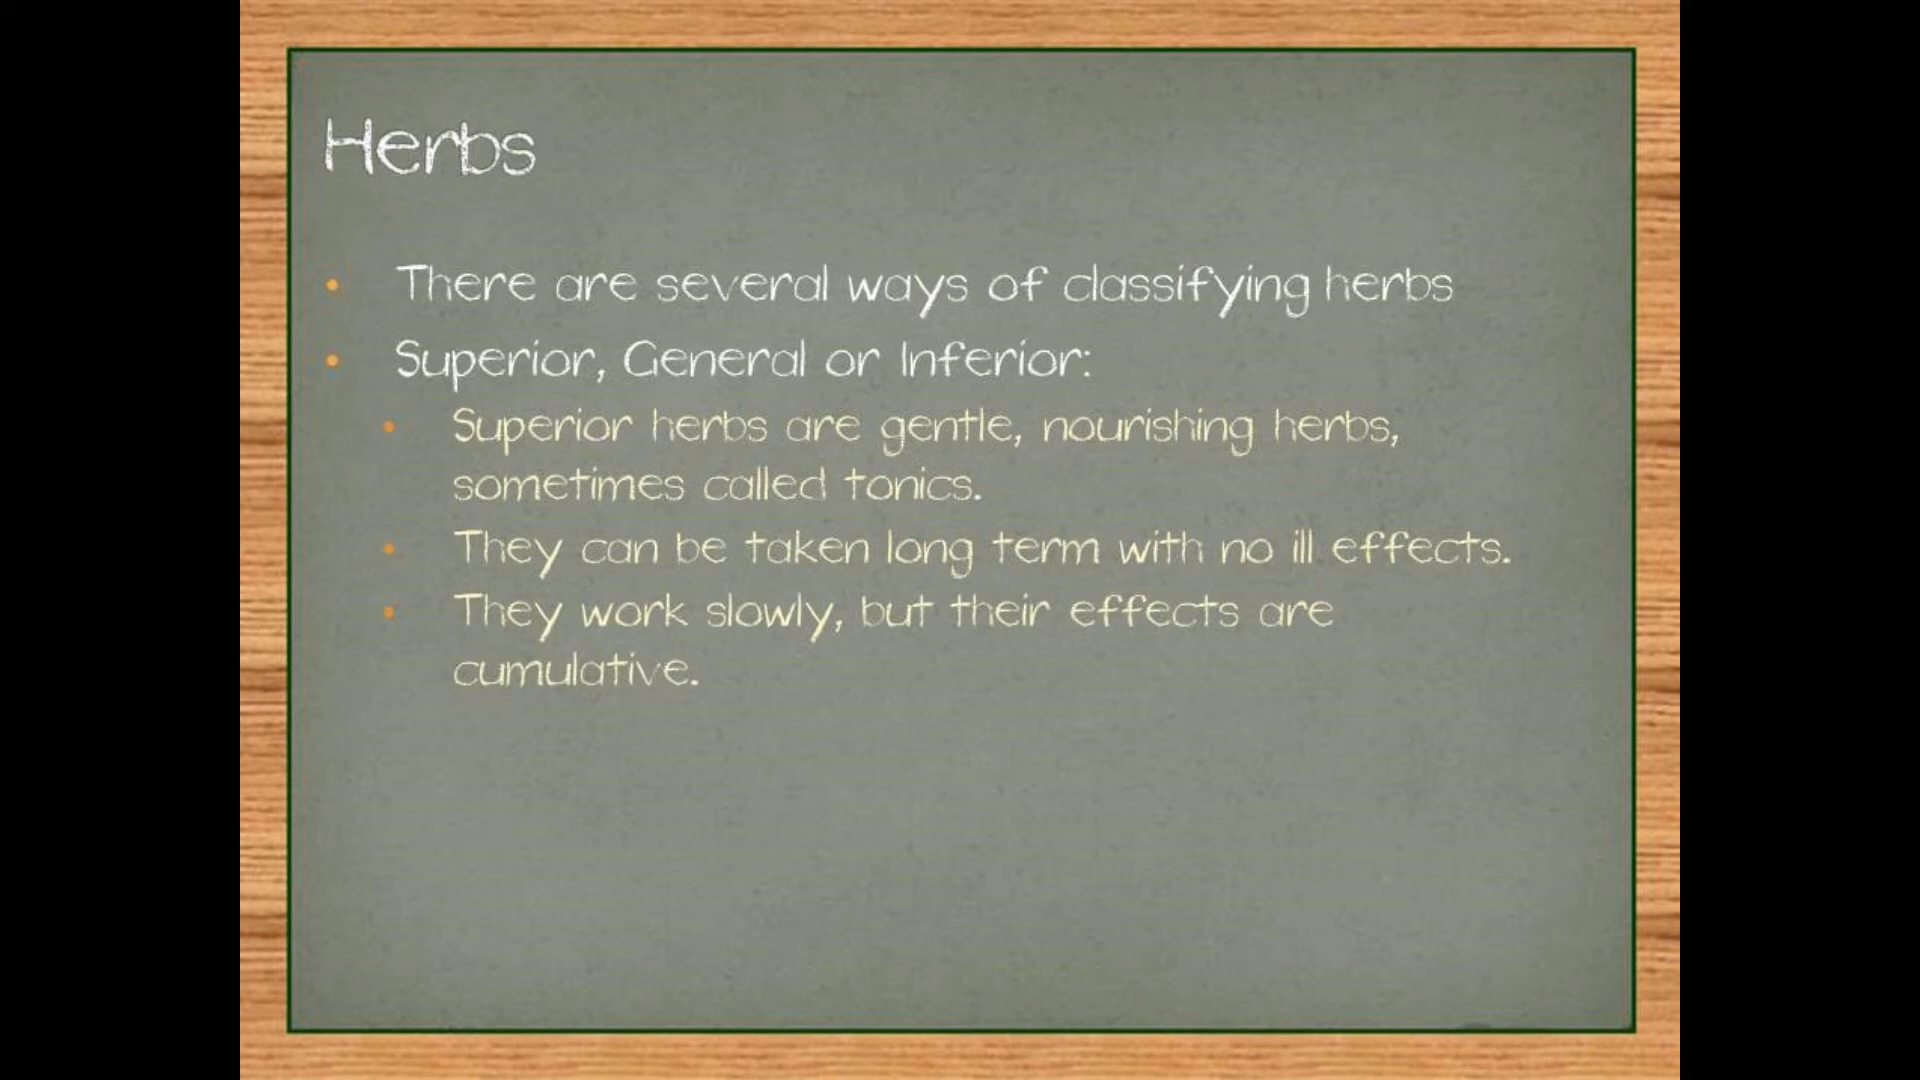 Herbs
• There are several ways of classifying herbs
• Superior, General or Inferior:
• Superior herbs are gentle, nourishing herbs,
sometimes called tonics.
• They can be taken long term with no ill effects.
• They work slowly, but their effects are
cumulative.